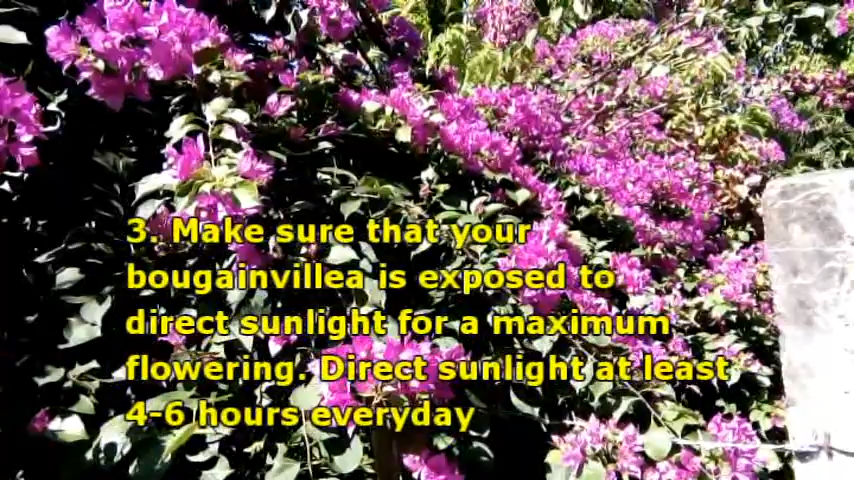 3. Make sure that your
bougainvillea is exposed to
direct sunlight for a maximum
flowering. Direct sunlight at least
4-6 hours everyday